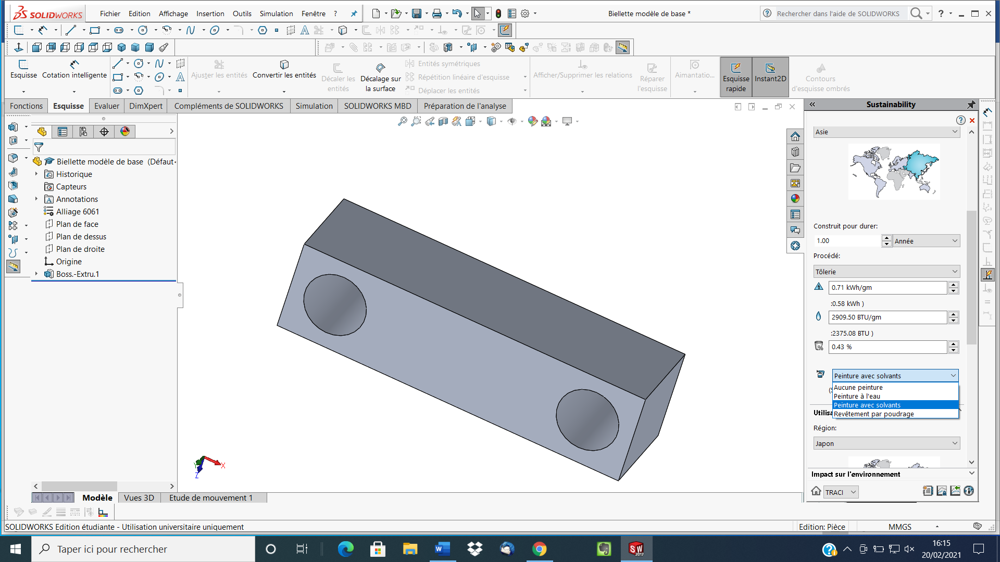 SOLIDWORKS
Fichier Edition Affichage Insertion Outils Simulation Fenêtre ?
Biellette modèle de base *
Rechercher dans l'aide de SOLIDWORKS
Esquisse
Cotation intelligente
Ajuster les entités
Convertir les entités
Décaler les entités
Décalage sur la surface
Entités symétriques
Répétition linéaire d'esquisse
Déplacer les entités
Afficher/Supprimer les relations
Réparer l'esquisse
Aimantatio...
Esquisse rapide
Instant2D
Contours d'esquisse ombrés
Fonctions Esquisse Evaluer DimXpert Compléments de SOLIDWORKS Simulation SOLIDWORKS MBD Préparation de l'analyse
Sustainability
Asie
Biellette modèle de base (Défaut<
Historique
Capteurs
Annotations
Alliage 6061
Plan de face
Plan de dessus
Plan de droite
Origine
Boss.-Extru.1
Construit pour durer:
1.00 Année
Procédé:
Tôlerie
0.71 kWh/gm
:0.58 kWh )
2909.50 BTU/gm
:2375.08 BTU )
0.43 %
Peinture avec solvants
Aucune peinture
Peinture à l'eau
Peinture avec solvants
Revêtement par poudrage
Utilisa
Région:
Japon
Impact sur l'environnement
TRACI
X
Y
Z
Modèle Vues 3D Etude de mouvement 1
SOLIDWORKS Edition étudiante - Utilisation universitaire uniquement
Edition: Pièce
MMGS
Taper ici pour rechercher
16:15
20/02/2021